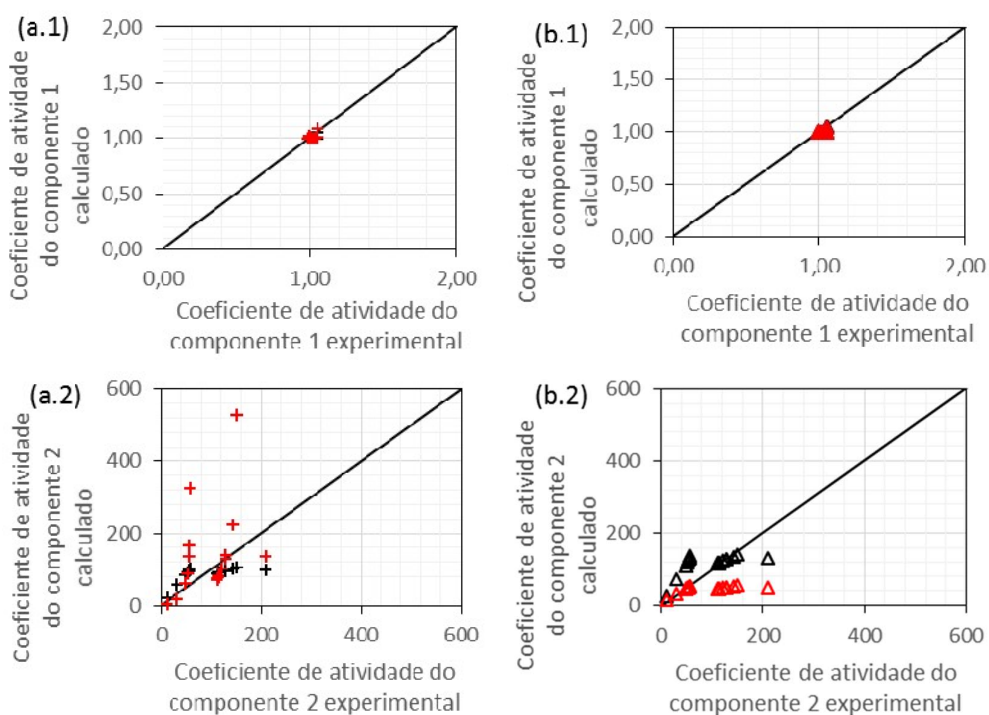 (a.1)
Coeficiente de atividade
do componente 1
calculado
2,00
1,50
1,00
0,50
0,00
0,00
1,00
2,00
Coeficiente de atividade do
componente 1 experimental
(b.1)
Coeficiente de atividade
do componente 1
calculado
2,00
1,50
1,00
0,50
0,00
0,00
1,00
2,00
Coeficiente de atividade do
componente 1 experimental
(a.2)
Coeficiente de atividade
do componente 2
calculado
600
400
200
0
0
200
400
600
Coeficiente de atividade do
componente 2 experimental
(b.2)
Coeficiente de atividade
do componente 2
calculado
600
400
200
0
0
200
400
600
Coeficiente de atividade do
componente 2 experimental